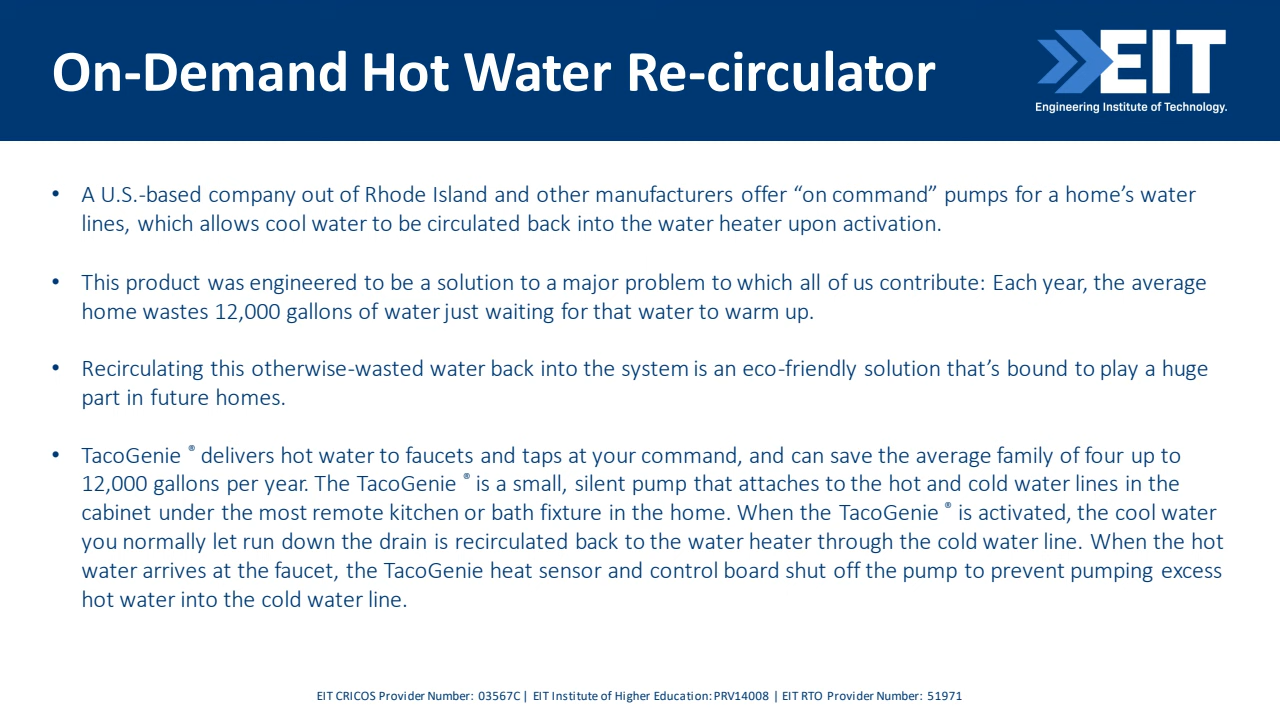 On-Demand Hot Water Re-circulator
EIT
Engineering Institute of Technology.
• A U.S.-based company out of Rhode Island and other manufacturers offer “on command” pumps for a home’s water
lines, which allows cool water to be circulated back into the water heater upon activation.
• This product was engineered to be a solution to a major problem to which all of us contribute: Each year, the average
home wastes 12,000 gallons of water just waiting for that water to warm up.
• Recirculating this otherwise-wasted water back into the system is an eco-friendly solution that’s bound to play a huge
part in future homes.
• TacoGenie ® delivers hot water to faucets and taps at your command, and can save the average family of four up to
12,000 gallons per year. The TacoGenie ® is a small, silent pump that attaches to the hot and cold water lines in the
cabinet under the most remote kitchen or bath fixture in the home. When the TacoGenie ® is activated, the cool water
you normally let run down the drain is recirculated back to the water heater through the cold water line. When the hot
water arrives at the faucet, the TacoGenie heat sensor and control board shut off the pump to prevent pumping excess
hot water into the cold water line.
EIT CRICOS Provider Number: 03567C | EIT Institute of Higher Education: PRV14008 | EIT RTO Provider Number: 51971